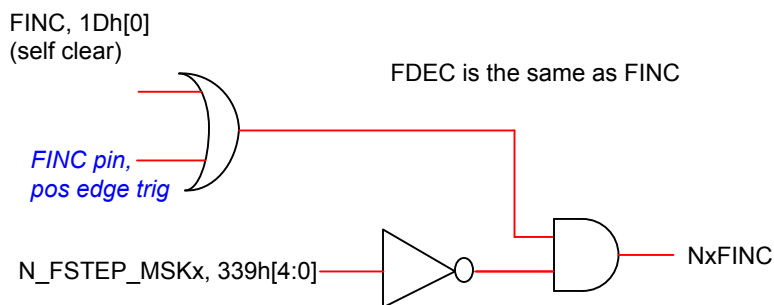 FINC, 1Dh[0]
(self clear)
FDEC is the same as FINC
FINC pin,
pos edge trig
N_FSTEP_MSKx, 339h[4:0]
NxFINC